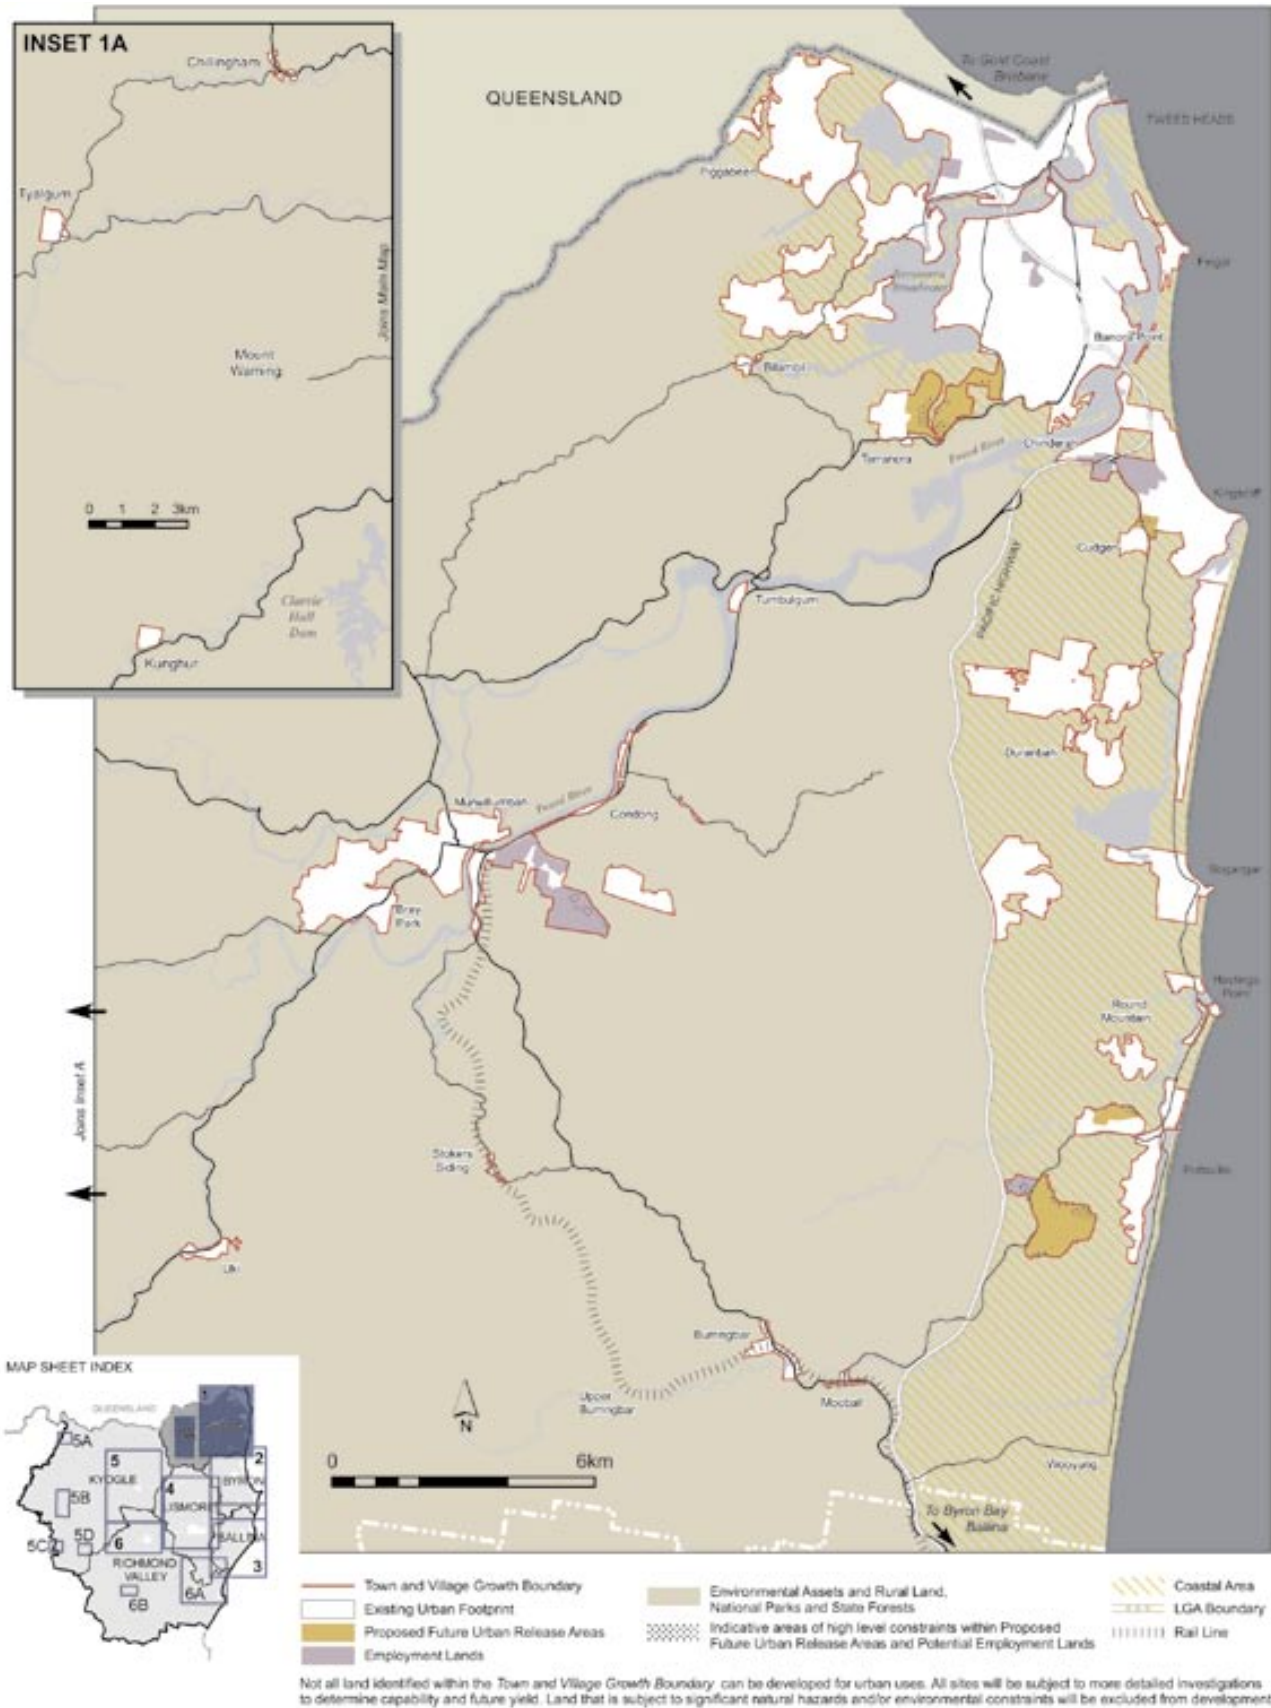 INSET 1A
Chillingham
Tyalgum
Mount
Warning
0 1 2 3km
Clarrie
Hall
Dam
Kunghur
Joins Main Map
QUEENSLAND
To Gold Coast
Brisbane
TWEED HEADS
Piggabeen
Fingal
Terranora
Broadwater
Banora Point
Bilambil
Terranora
Tweed River
Chinderah
Kingscliff
Cudgen
PACIFIC HIGHWAY
Tumbulgum
Duranbah
Murwillumbah
Tweed River
Condong
Bogangar
Bray
Park
Hastings
Point
Round
Mountain
Joins Inset A
Stokers
Siding
Pottsville
Uki
Burringbar
Upper
Burringbar
Mooball
N
0 6km
Wooyung
To Byron Bay
Ballina
MAP SHEET INDEX
QUEENSLAND
1
5A
5
2
KYOGLE
4
BYRON
5B
LISMORE
5C
5D
6
BALLINA
RICHMOND
VALLEY
3
6A
6B
Town and Village Growth Boundary
Existing Urban Footprint
Proposed Future Urban Release Areas
Employment Lands
Environmental Assets and Rural Land,
National Parks and State Forests
Indicative areas of high level constraints within Proposed
Future Urban Release Areas and Potential Employment Lands
Coastal Area
LGA Boundary
Rail Line
Not all land identified within the Town and Village Growth Boundary can be developed for urban uses. All sites will be subject to more detailed investigations
to determine capability and future yield. Land that is subject to significant natural hazards and/or environmental constraints will be excluded from development